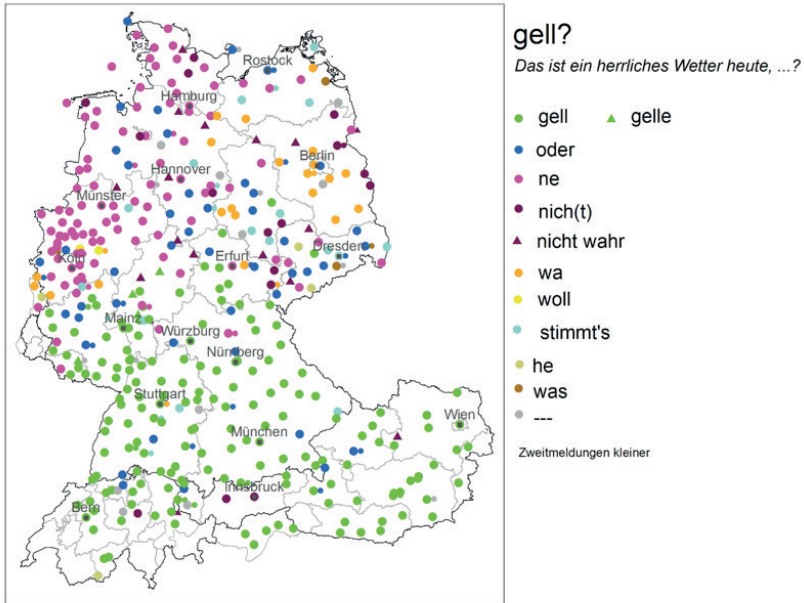 gell?
Das ist ein herrliches Wetter heute, ...?
gell gelle
oder
ne
nich(t)
nicht wahr
wa
woll
stimmt's
he
was
---
Zweitmeldungen kleiner
Rostock
Hamburg
Berlin
Hannover
Münster
Dresden
Köln
Erfurt
Mainz
Würzburg
Nürnberg
Stuttgart
Wien
München
Innsbruck
Bern